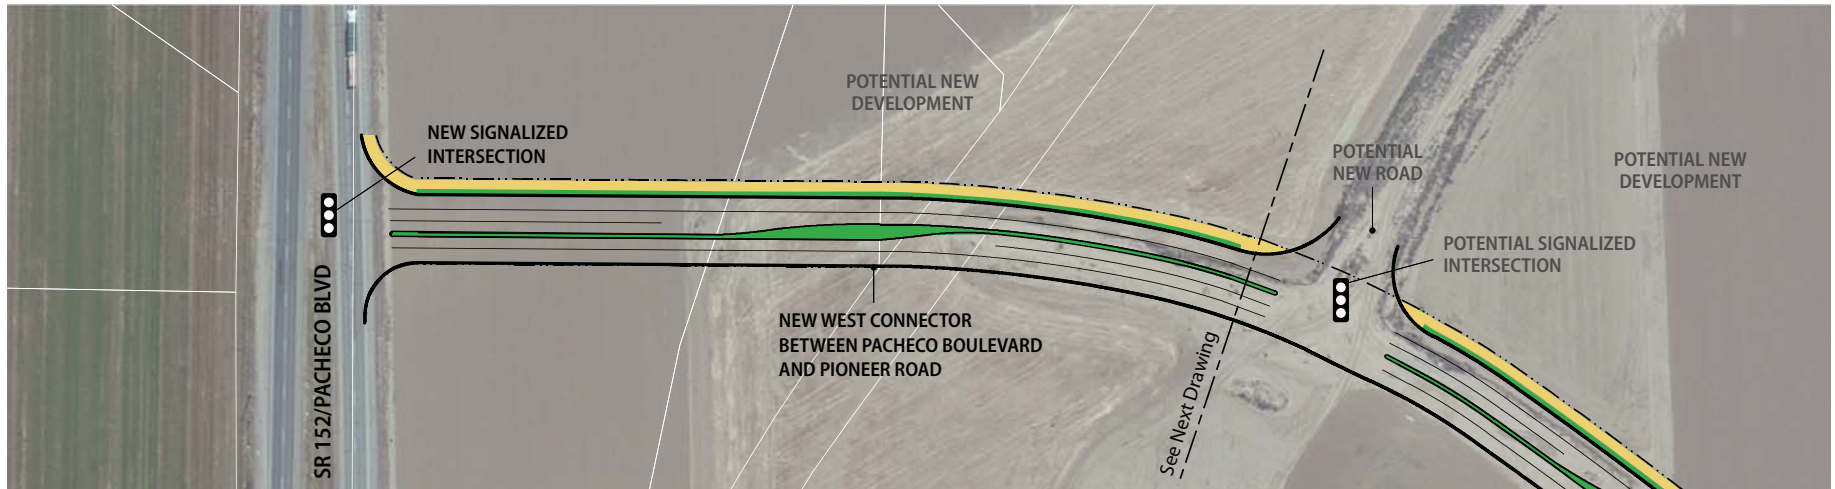 POTENTIAL NEW
DEVELOPMENT
NEW SIGNALIZED
INTERSECTION
POTENTIAL
NEW ROAD
POTENTIAL NEW
DEVELOPMENT
POTENTIAL SIGNALIZED
INTERSECTION
SR 152/PACHECO BLVD
NEW WEST CONNECTOR
BETWEEN PACHECO BOULEVARD
AND PIONEER ROAD
See Next Drawing